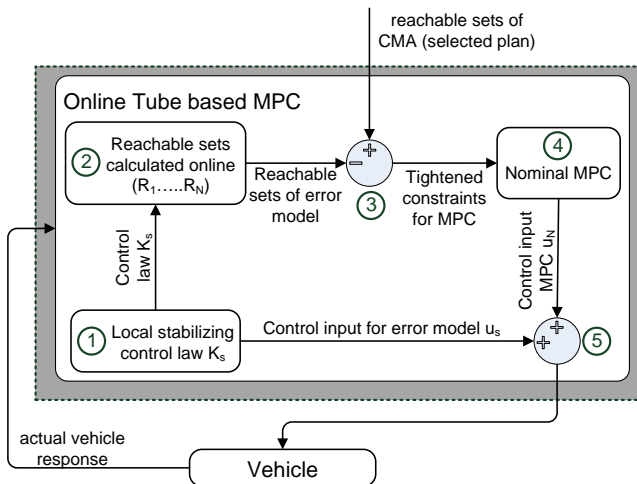 reachable sets of
CMA (selected plan)
Online Tube based MPC
2
Reachable sets
calculated online
(R1.....RN)
Reachable
sets of error
model
+
−
3
Tightened
constraints
for MPC
4
Nominal MPC
Control
law Ks
Control input
MPC uN
1
Local stabilizing
control law Ks
Control input for error model us
+
+
5
actual vehicle
response
Vehicle